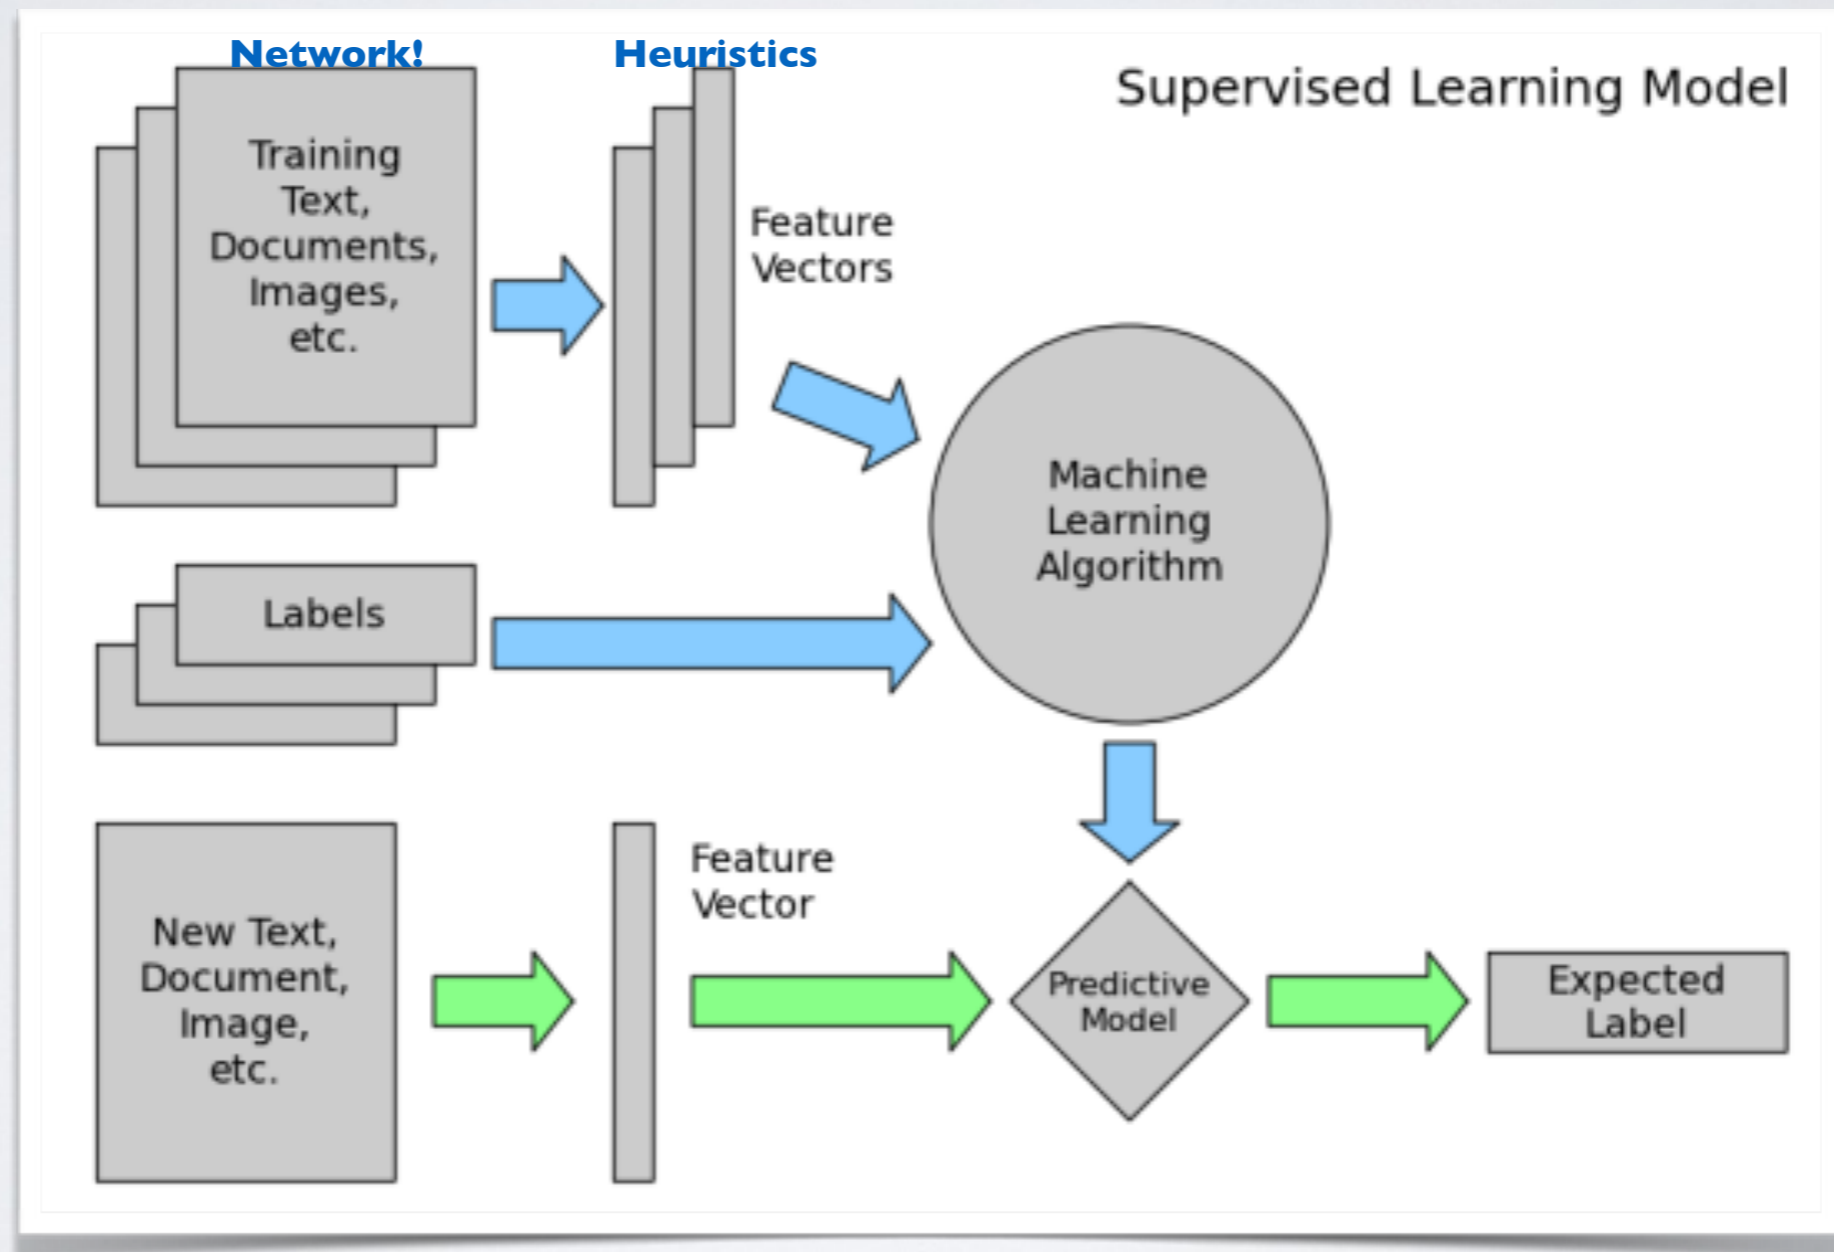 Network!
Heuristics
Supervised Learning Model
Training
Text,
Documents,
Images,
etc.
Feature
Vectors
Machine
Learning
Algorithm
Labels
Feature
Vector
New Text,
Document,
Image,
etc.
Predictive
Model
Expected
Label